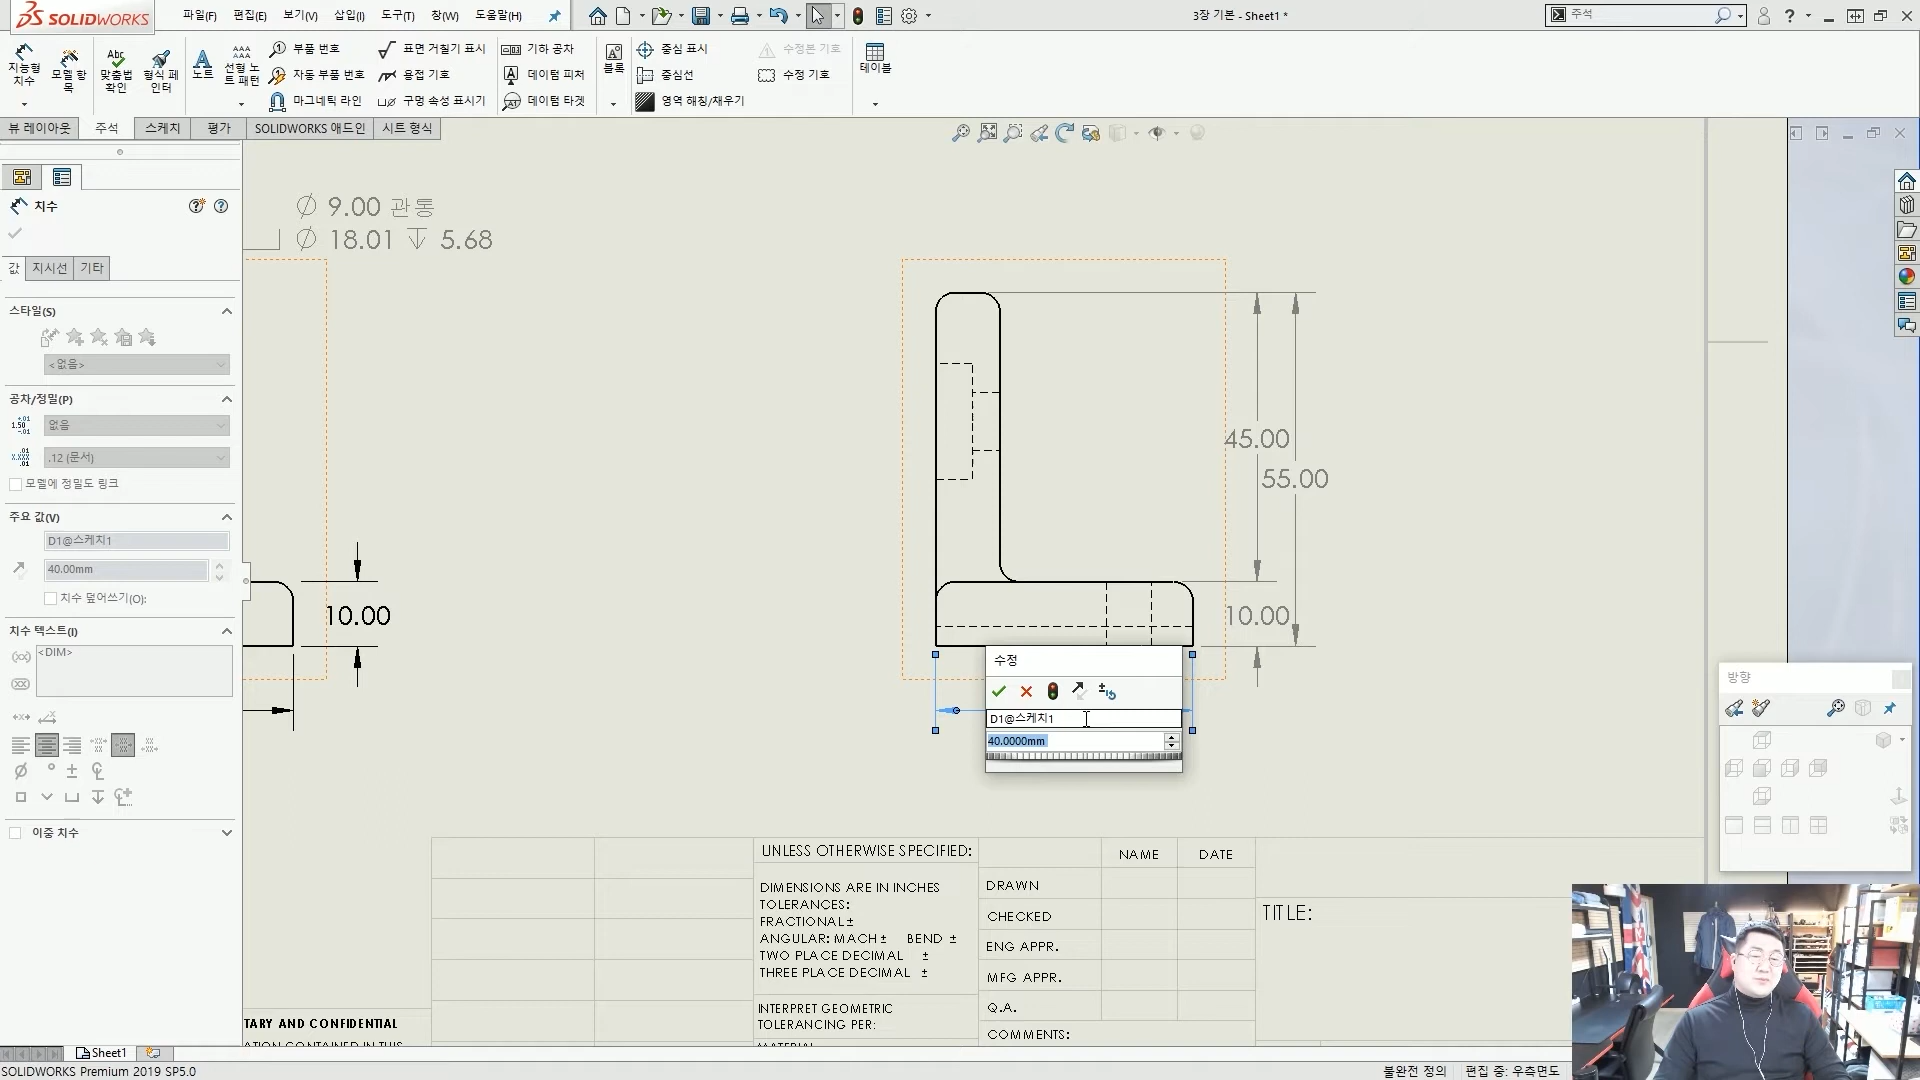 SOLIDWORKS
파일(F) 편집(E) 보기(V) 삽입(I) 도구(T) 창(W) 도움말(H)
3장 기본 - Sheet1 *
주석
지능형 치수
모델 항목
맞춤법 확인
형식 페인터
노트
선형 노트 패턴
부품 번호
자동 부품 번호
마그네틱 라인
표면 거칠기 표시
용접 기호
구멍 속성 표시기
기하 공차
데이텀 피처
데이텀 타겟
블록
중심 표시
중심선
영역 해칭/채우기
수정본 기호
수정 기호
테이블
뷰 레이아웃 주석 스케치 평가 SOLIDWORKS 애드인 시트 형식
치수
값 지시선 기타
스타일(S)
<없음>
공차/정밀(P)
없음
.12 (문서)
모델에 정밀도 링크
주요 값(V)
D1@스케치1
40.00mm
치수 덮어쓰기(O):
치수 텍스트(I)
<DIM>
이중 치수
∅ 9.00 관통
∅ 18.01 ↧ 5.68
10.00
45.00
55.00
10.00
수정
D1@스케치1
40.0000mm
방향
UNLESS OTHERWISE SPECIFIED:
DIMENSIONS ARE IN INCHES
TOLERANCES:
FRACTIONAL ±
ANGULAR: MACH ± BEND ±
TWO PLACE DECIMAL ±
THREE PLACE DECIMAL ±
INTERPRET GEOMETRIC
TOLERANCING PER:
MATERIAL
NAME DATE
DRAWN
CHECKED
ENG APPR.
MFG APPR.
Q.A.
COMMENTS:
TITLE:
TARY AND CONFIDENTIAL
ATION CONTAINED IN THIS
Sheet1
SOLIDWORKS Premium 2019 SP5.0
불완전 정의 편집 중: 우측면도